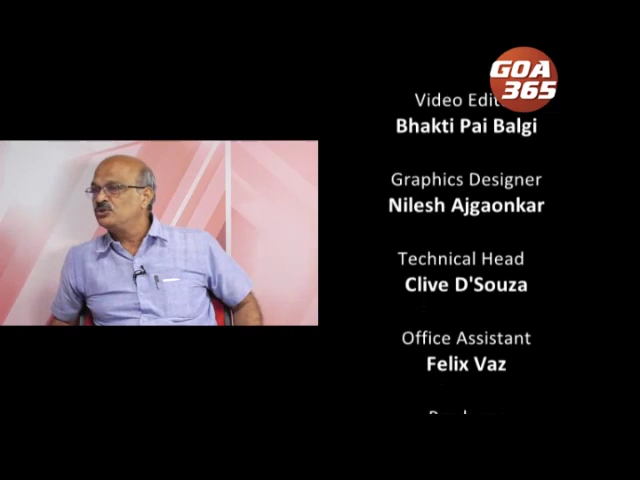 GOA
365
Video Edit
Bhakti Pai Balgi
Graphics Designer
Nilesh Ajgaonkar
Technical Head
Clive D'Souza
Office Assistant
Felix Vaz